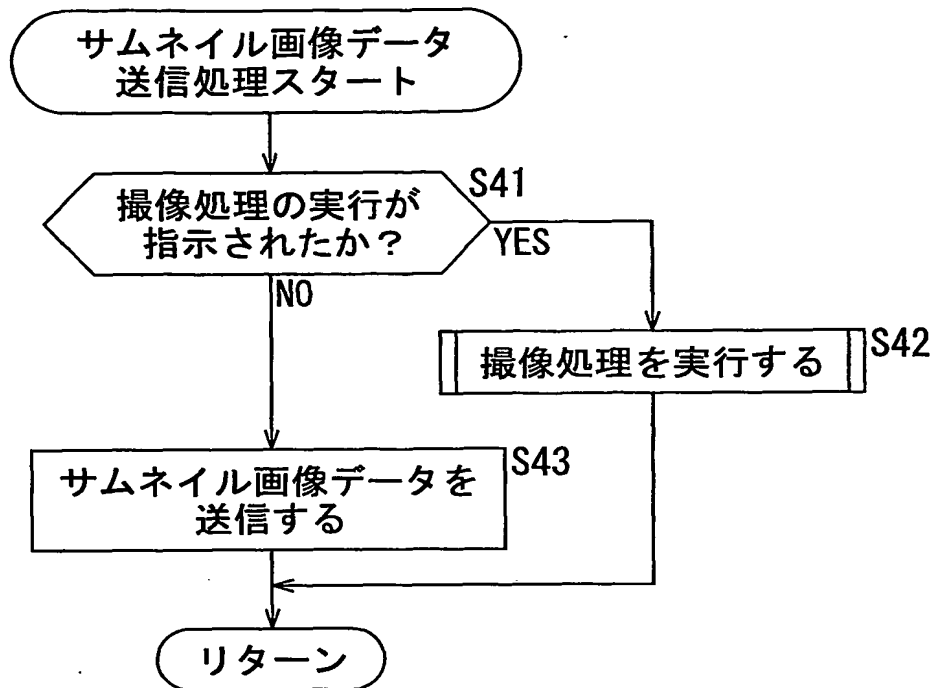 サムネイル画像データ
送信処理スタート
撮像処理の実行が
指示されたか？
S41
YES
NO
撮像処理を実行する
S42
サムネイル画像データを
送信する
S43
リターン